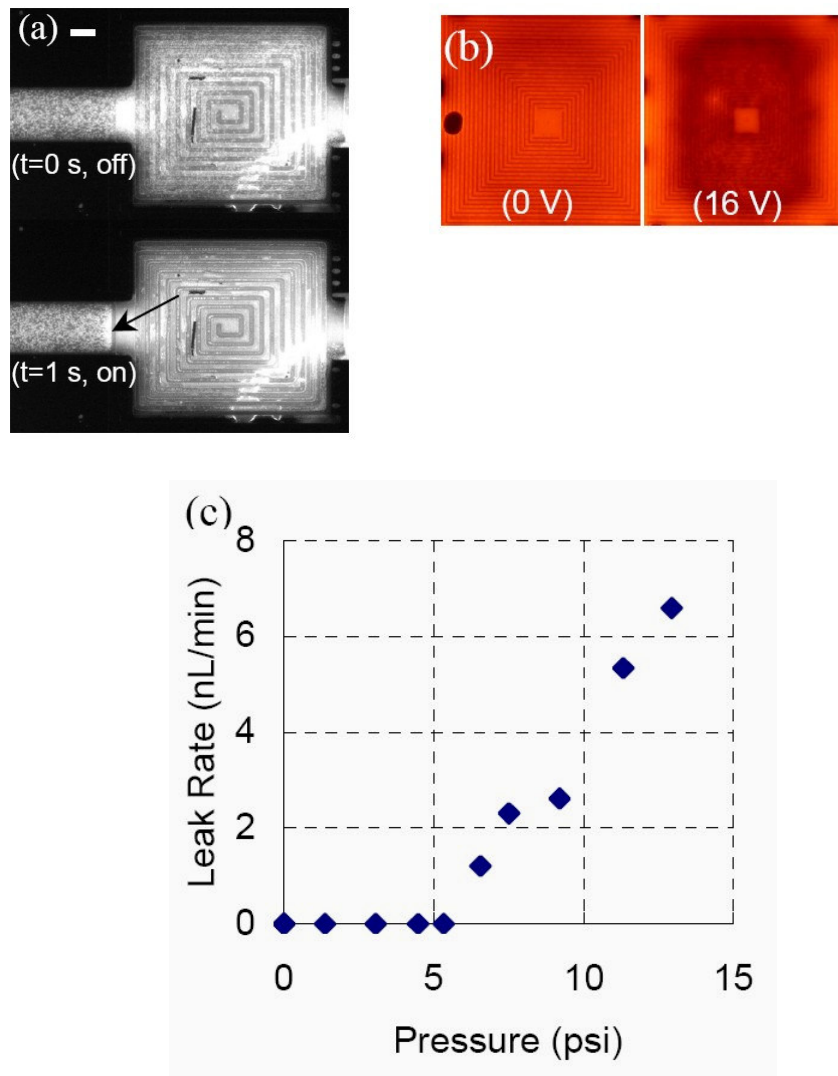 (a)
(t=0 s, off)
(t=1 s, on)
(b)
(0 V)
(16 V)
(c)
8
6
4
2
0
Leak Rate (nL/min)
0 5 10 15
Pressure (psi)